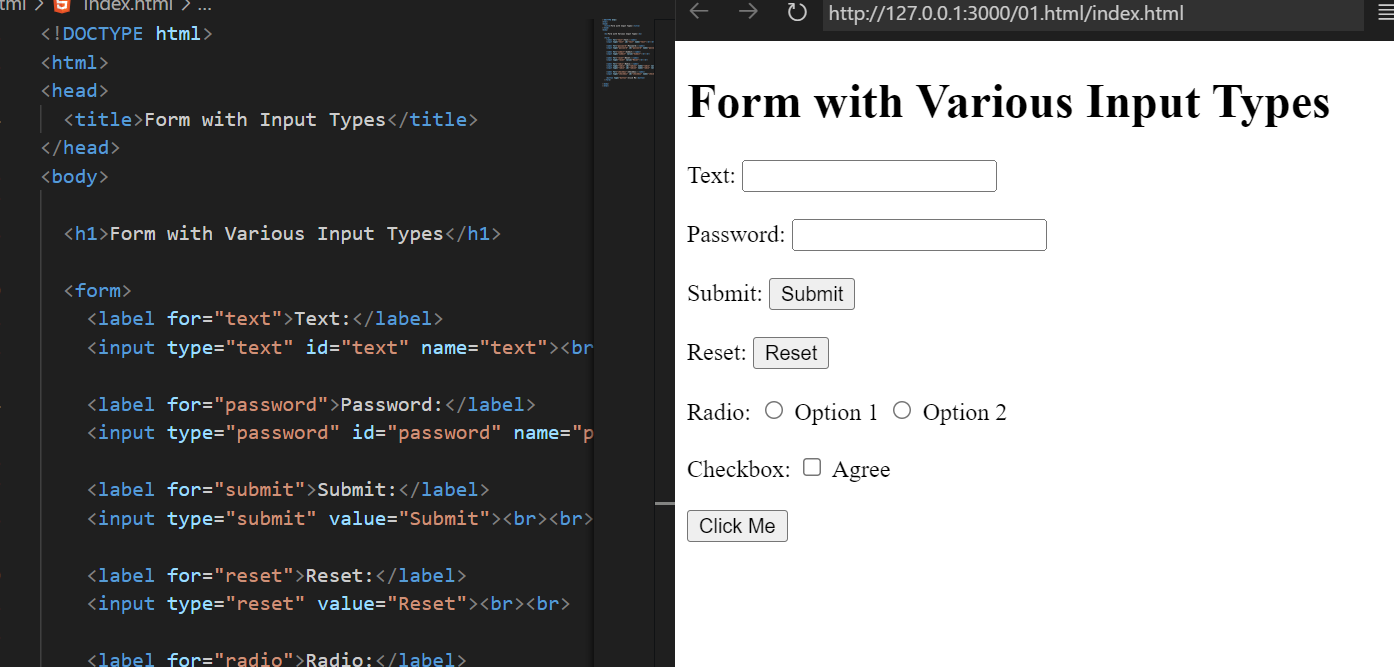 index.html > ...
<!DOCTYPE html>
<html>
<head>
<title>Form with Input Types</title>
</head>
<body>
<h1>Form with Various Input Types</h1>
<form>
<label for="text">Text:</label>
<input type="text" id="text" name="text"><br
<label for="password">Password:</label>
<input type="password" id="password" name="p
<label for="submit">Submit:</label>
<input type="submit" value="Submit"><br><br>
<label for="reset">Reset:</label>
<input type="reset" value="Reset"><br><br>
<label for="radio">Radio:</label>
http://127.0.0.1:3000/01.html/index.html
Form with Various Input Types
Text:
Password:
Submit: Submit
Reset: Reset
Radio: Option 1 Option 2
Checkbox: Agree
Click Me